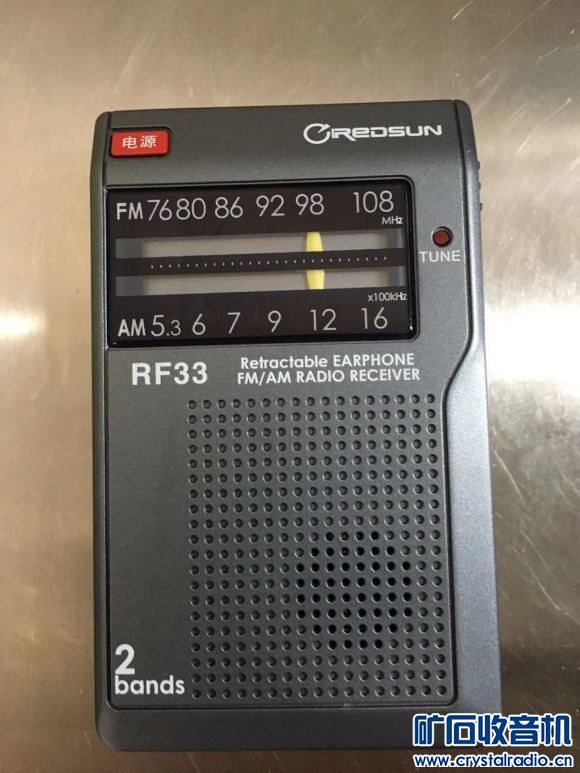 电源
REDSUN
FM 76 80 86 92 98 108
MHz
TUNE
x100kHz
AM 5.3 6 7 9 12 16
RF33
Retractable EARPHONE
FM/AM RADIO RECEIVER
2
bands
矿石收音机
www.crystalradio.cn